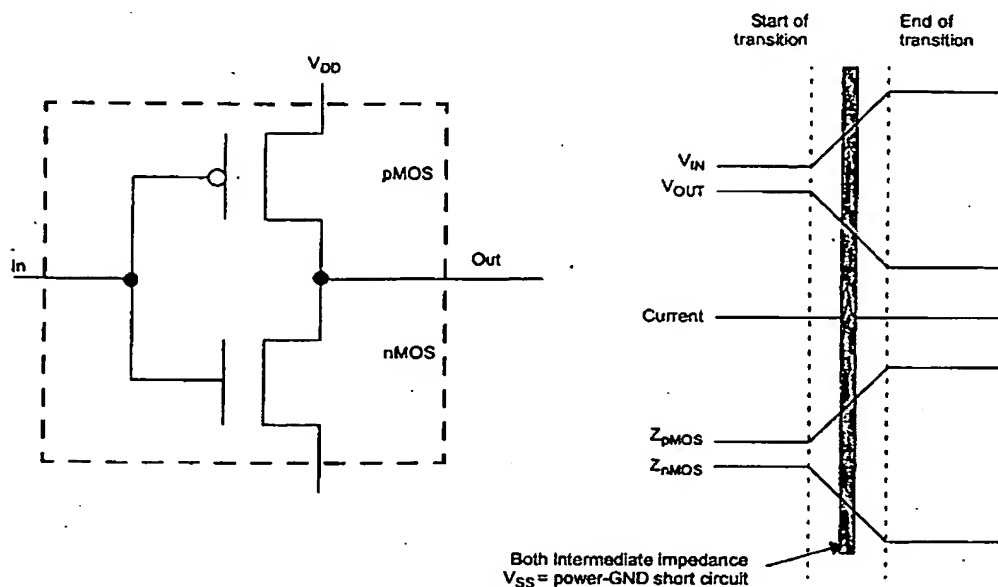 Start of
transition
End of
transition
VDD
pMOS
In
Out
nMOS
VIN
VOUT
Current
ZpMOS
ZnMOS
Both Intermediate impedance
VSS = power-GND short circuit